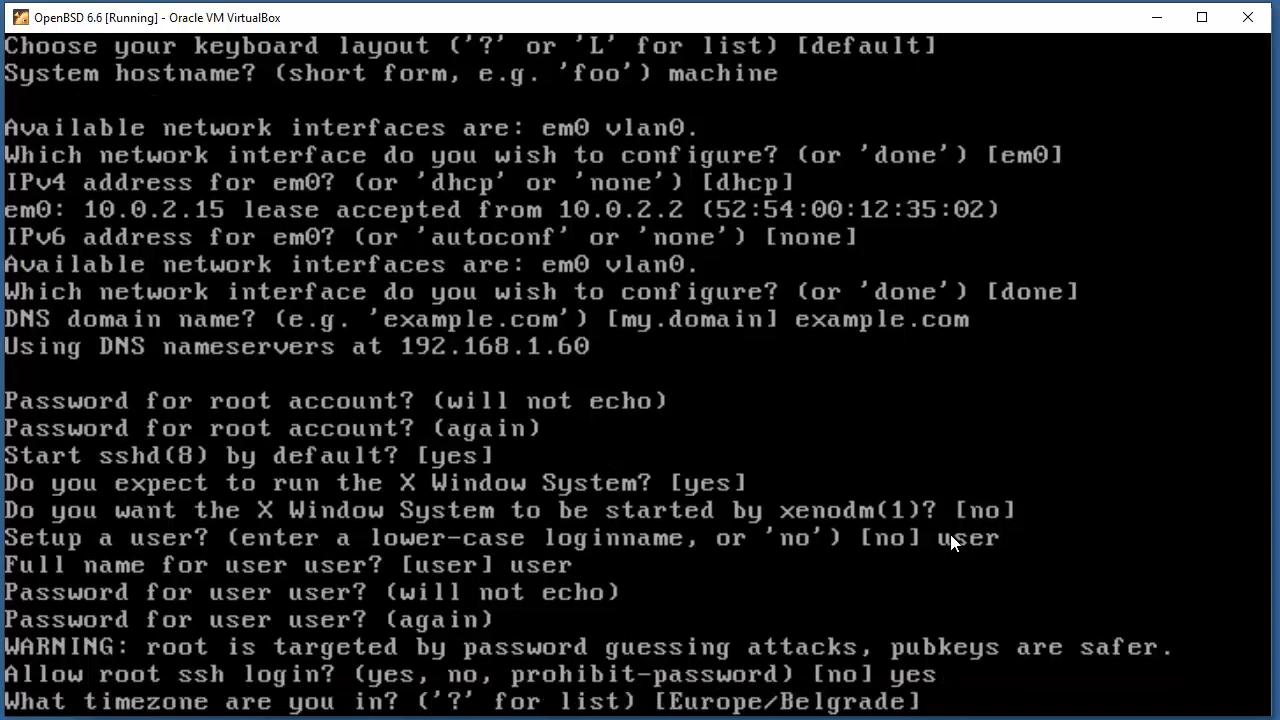 OpenBSD 6.6 [Running] - Oracle VM VirtualBox
Choose your keyboard layout ('?' or 'L' for list) [default]
System hostname? (short form, e.g. 'foo') machine
Available network interfaces are: em0 vlan0.
Which network interface do you wish to configure? (or 'done') [em0]
IPv4 address for em0? (or 'dhcp' or 'none') [dhcp]
em0: 10.0.2.15 lease accepted from 10.0.2.2 (52:54:00:12:35:02)
IPv6 address for em0? (or 'autoconf' or 'none') [none]
Available network interfaces are: em0 vlan0.
Which network interface do you wish to configure? (or 'done') [done]
DNS domain name? (e.g. 'example.com') [my.domain] example.com
Using DNS nameservers at 192.168.1.60
Password for root account? (will not echo)
Password for root account? (again)
Start sshd(8) by default? [yes]
Do you expect to run the X Window System? [yes]
Do you want the X Window System to be started by xenodm(1)? [no]
Setup a user? (enter a lower-case loginname, or 'no') [no] user
Full name for user user? [user] user
Password for user user? (will not echo)
Password for user user? (again)
WARNING: root is targeted by password guessing attacks, pubkeys are safer.
Allow root ssh login? (yes, no, prohibit-password) [no] yes
What timezone are you in? ('?' for list) [Europe/Belgrade]